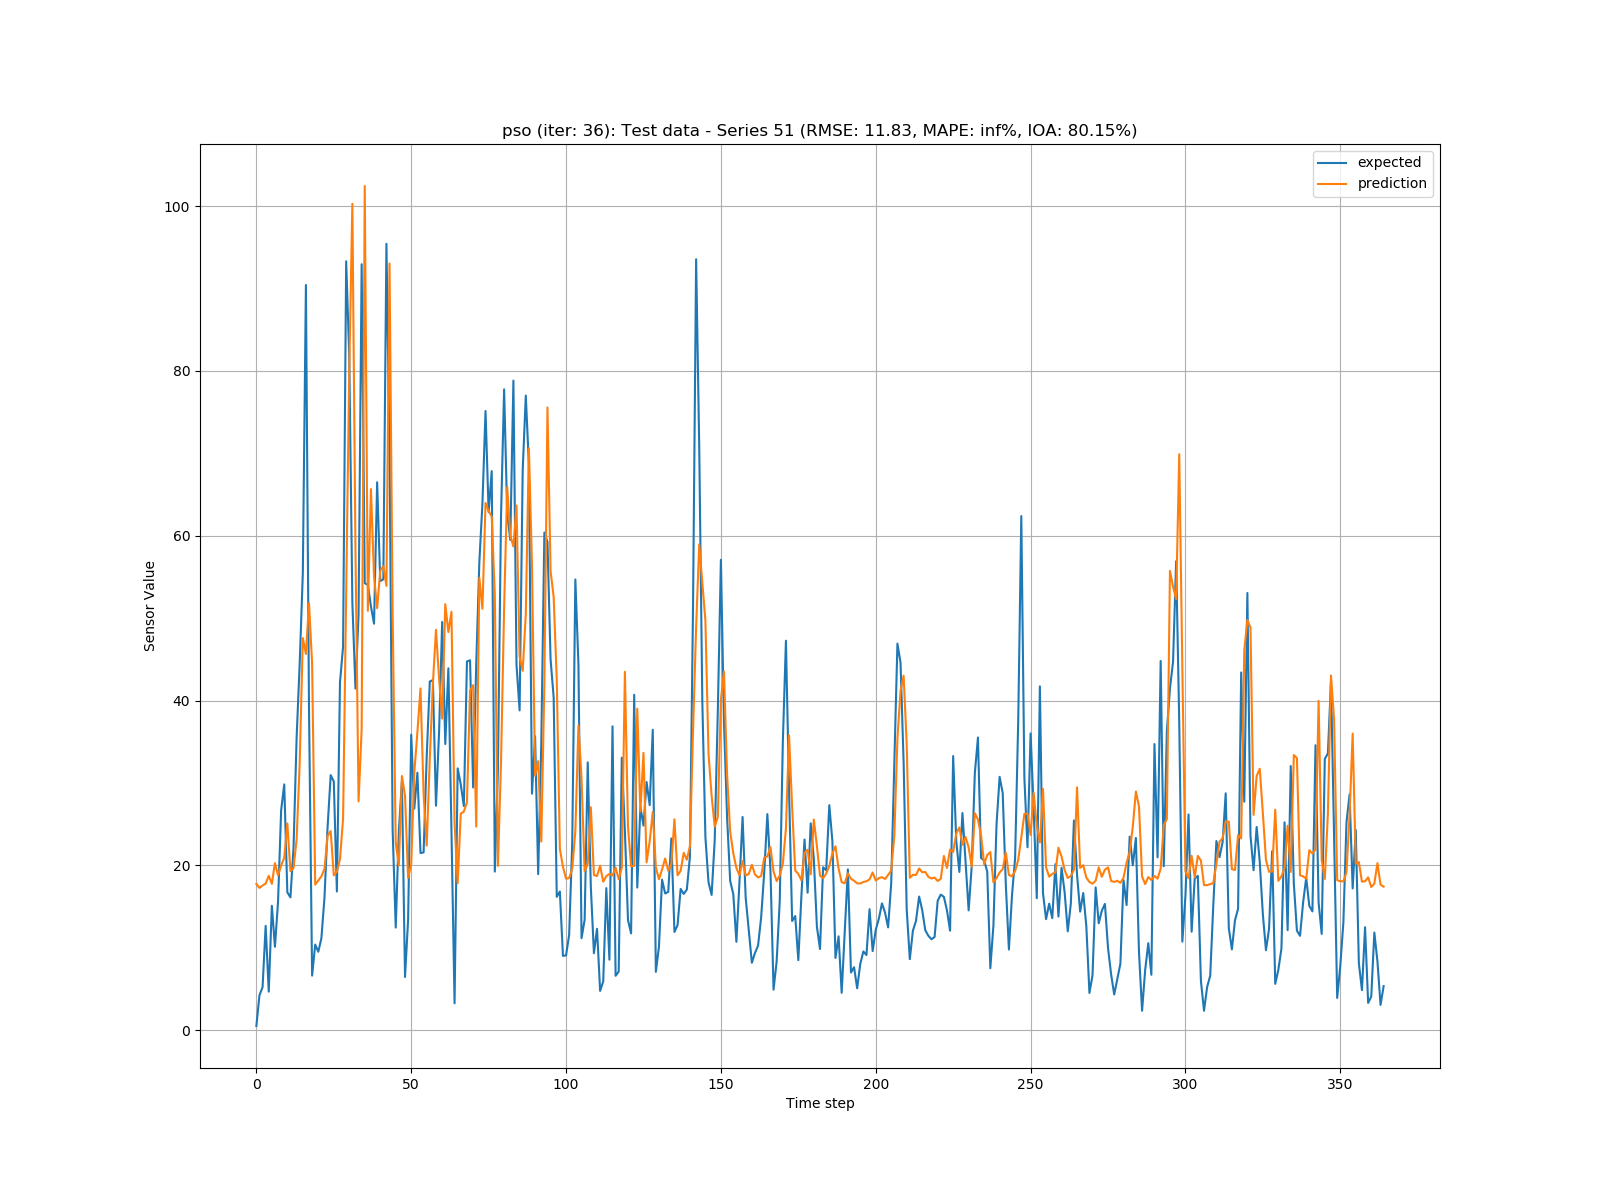 pso (iter: 36): Test data - Series 51 (RMSE: 11.83, MAPE: inf%, IOA: 80.15%)
expected
prediction
100
80
60
40
20
0
Sensor Value
0 50 100 150 200 250 300 350
Time step